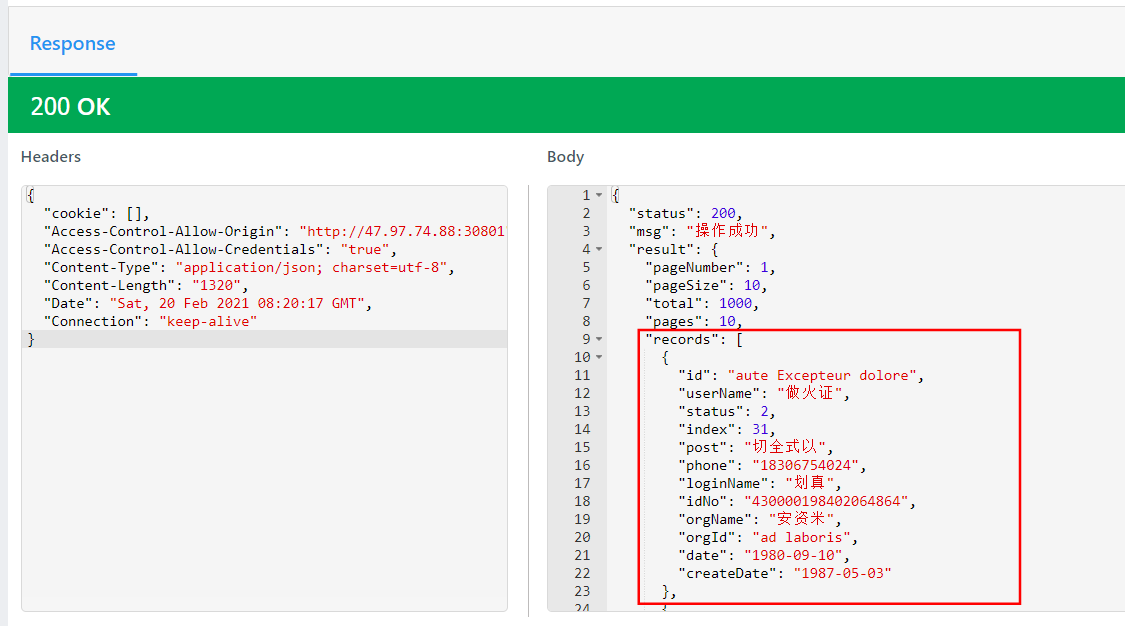 Response
200 OK
Headers
{
"cookie": [],
"Access-Control-Allow-Origin": "http://47.97.74.88:30801
"Access-Control-Allow-Credentials": "true",
"Content-Type": "application/json; charset=utf-8",
"Content-Length": "1320",
"Date": "Sat, 20 Feb 2021 08:20:17 GMT",
"Connection": "keep-alive"
}
Body
1 {
2 "status": 200,
3 "msg": "操作成功",
4 "result": {
5 "pageNumber": 1,
6 "pageSize": 10,
7 "total": 1000,
8 "pages": 10,
9 "records": [
10 {
11 "id": "aute Excepteur dolore",
12 "userName": "做火证",
13 "status": 2,
14 "index": 31,
15 "post": "切全式以",
16 "phone": "18306754024",
17 "loginName": "划真",
18 "idNo": "430000198402064864",
19 "orgName": "安资米",
20 "orgId": "ad laboris",
21 "date": "1980-09-10",
22 "createDate": "1987-05-03"
23 },
24 {